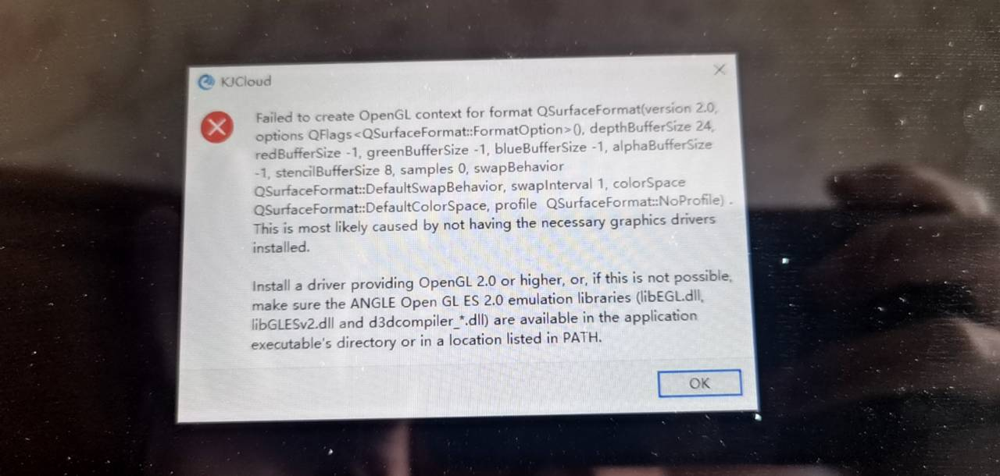 KJCloud
Failed to create OpenGL context for format QSurfaceFormat(version 2.0,
options QFlags<QSurfaceFormat::FormatOption>(), depthBufferSize 24,
redBufferSize -1, greenBufferSize -1, blueBufferSize -1, alphaBufferSize
-1, stencilBufferSize 8, samples 0, swapBehavior
QSurfaceFormat::DefaultSwapBehavior, swapInterval 1, colorSpace
QSurfaceFormat::DefaultColorSpace, profile  QSurfaceFormat::NoProfile) .
This is most likely caused by not having the necessary graphics drivers
installed.
Install a driver providing OpenGL 2.0 or higher, or, if this is not possible,
make sure the ANGLE Open GL ES 2.0 emulation libraries (libEGL.dll,
libGLESv2.dll and d3dcompiler_*.dll) are available in the application
executable's directory or in a location listed in PATH.
OK